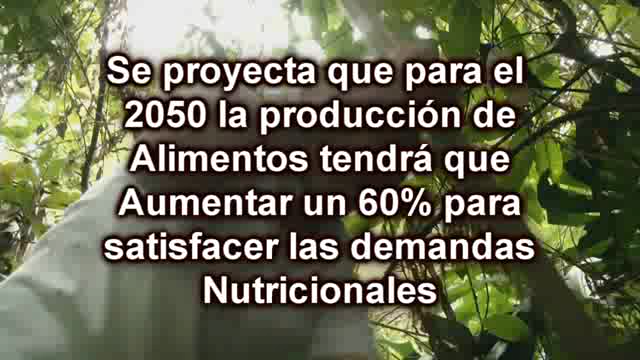 Se proyecta que para el
2050 la producción de
Alimentos tendrá que
Aumentar un 60% para
satisfacer las demandas
Nutricionales